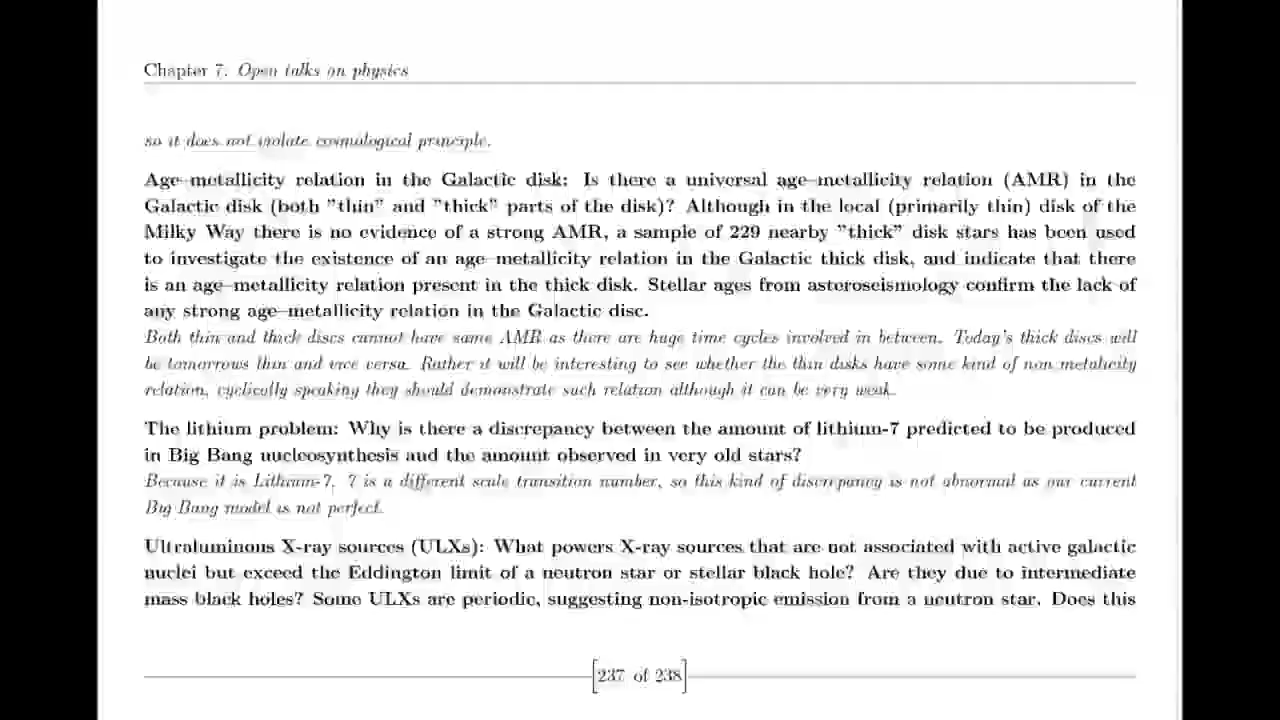 Chapter 7. Open talks on physics
so it does not violate cosmological principle.
Age–metallicity relation in the Galactic disk: Is there a universal age–metallicity relation (AMR) in the
Galactic disk (both "thin" and "thick" parts of the disk)? Although in the local (primarily thin) disk of the
Milky Way there is no evidence of a strong AMR, a sample of 229 nearby "thick" disk stars has been used
to investigate the existence of an age–metallicity relation in the Galactic thick disk, and indicate that there
is an age–metallicity relation present in the thick disk. Stellar ages from asteroseismology confirm the lack of
any strong age–metallicity relation in the Galactic disc.
Both thin and thick discs cannot have same AMR as there are huge time cycles involved in between. Today's thick discs will
be tomorrows thin and vice versa. Rather it will be interesting to see whether the thin disks have some kind of non metalicity
relation, cyclically speaking they should demonstrate such relation although it can be very weak.
The lithium problem: Why is there a discrepancy between the amount of lithium-7 predicted to be produced
in Big Bang nucleosynthesis and the amount observed in very old stars?
Because it is Lithium-7, 7 is a different scale transition number, so this kind of discrepancy is not abnormal as our current
Big Bang model is not perfect.
Ultraluminous X-ray sources (ULXs): What powers X-ray sources that are not associated with active galactic
nuclei but exceed the Eddington limit of a neutron star or stellar black hole? Are they due to intermediate
mass black holes? Some ULXs are periodic, suggesting non-isotropic emission from a neutron star. Does this
[237 of 238]